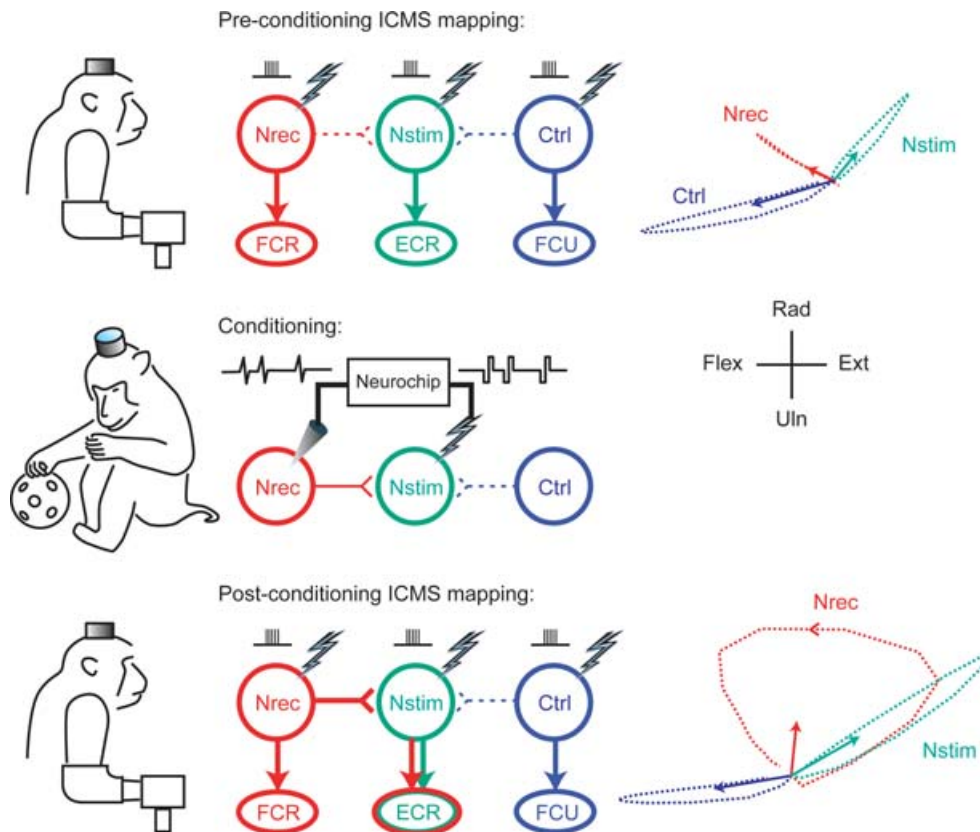 Pre-conditioning ICMS mapping:
Nrec
Nstim
Ctrl
FCR
ECR
FCU
Nrec
Nstim
Ctrl
Conditioning:
Neurochip
Nrec
Nstim
Ctrl
Rad
Flex
Ext
Uln
Post-conditioning ICMS mapping:
Nrec
Nstim
Ctrl
FCR
ECR
FCU
Nrec
Nstim